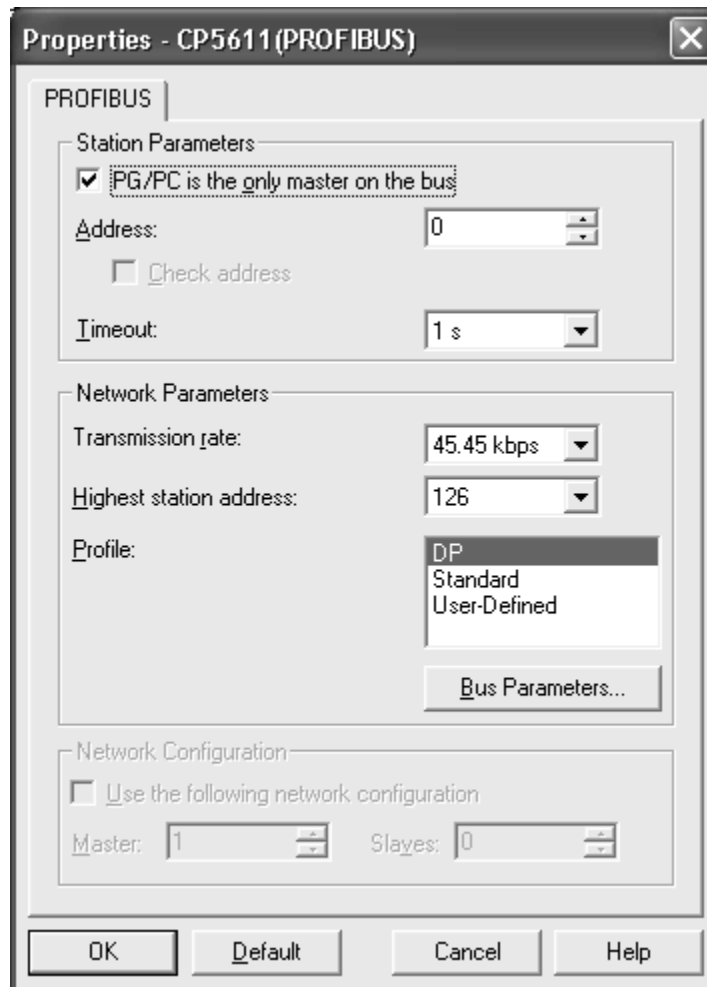 Properties - CP5611(PROFIBUS)
PROFIBUS
Station Parameters
PG/PC is the only master on the bus
Address:
0
Check address
Timeout:
1 s
Network Parameters
Transmission rate:
45.45 kbps
Highest station address:
126
Profile:
DP
Standard
User-Defined
Bus Parameters...
Network Configuration
Use the following network configuration
Master:
1
Slaves:
0
OK
Default
Cancel
Help